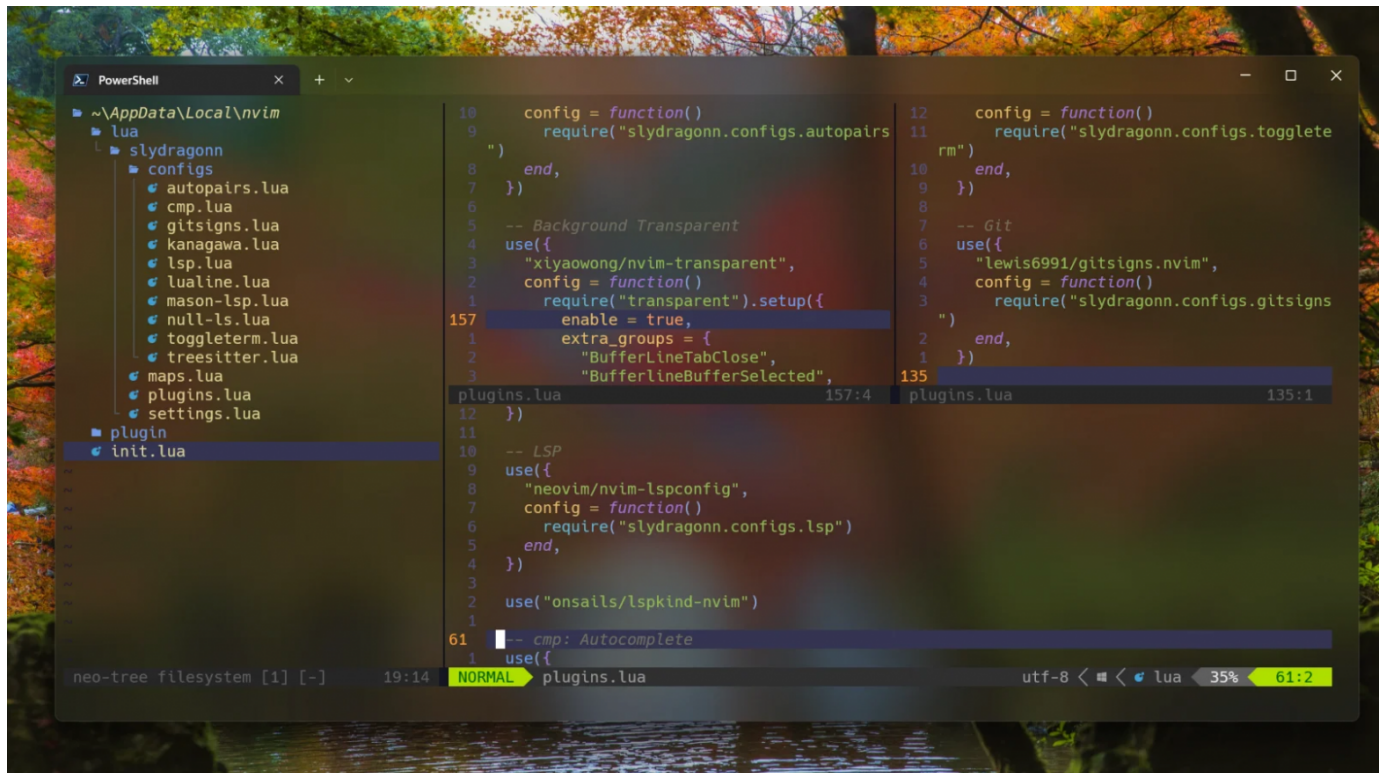 PowerShell
~\AppData\Local\nvim
lua
slydragonn
configs
autopairs.lua
cmp.lua
gitsigns.lua
kanagawa.lua
lsp.lua
lualine.lua
mason-lsp.lua
null-ls.lua
toggleterm.lua
treesitter.lua
maps.lua
plugins.lua
settings.lua
plugin
init.lua
~
~
~
~
~
~
~
~
~
~
~
neo-tree filesystem [1] [-] 19:14
10 config = function()
9 require("slydragonn.configs.autopairs
")
8 end,
7 })
6
5 -- Background Transparent
4 use({
3 "xiyaowong/nvim-transparent",
2 config = function()
1 require("transparent").setup({
157 enable = true,
1 extra_groups = {
2 "BufferLineTabClose",
3 "BufferlineBufferSelected",
plugins.lua 157:4
12 config = function()
11 require("slydragonn.configs.togglete
rm")
10 end,
9 })
8
7 -- Git
6 use({
5 "lewis6991/gitsigns.nvim",
4 config = function()
3 require("slydragonn.configs.gitsigns
")
2 end,
1 })
135
plugins.lua 135:1
12 })
11
10 -- LSP
9 use({
8 "neovim/nvim-lspconfig",
7 config = function()
6 require("slydragonn.configs.lsp")
5 end,
4 })
3
2 use("onsails/lspkind-nvim")
1
61 -- cmp: Autocomplete
1 use({
NORMAL plugins.lua utf-8 lua 35% 61:2